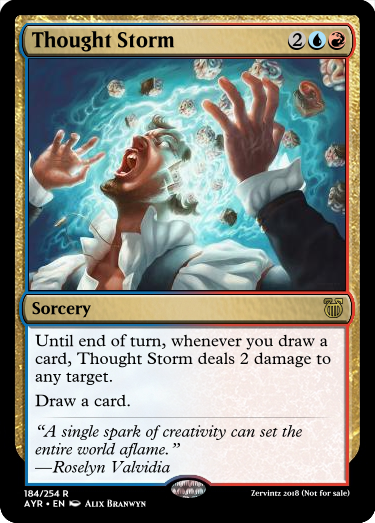 Thought Storm 2
Sorcery
Until end of turn, whenever you draw a
card, Thought Storm deals 2 damage to
any target.
Draw a card.
“A single spark of creativity can set the
entire world aflame.”
—Roselyn Valvidia
184/254 R
AYR • EN Alix Branwyn
Zervintz 2018 (Not for sale)